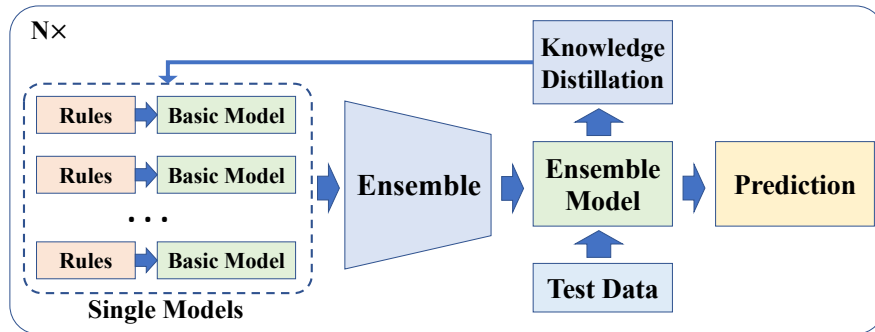 N×
Knowledge
Distillation
Rules
Basic Model
Rules
Basic Model
...
Rules
Basic Model
Single Models
Ensemble
Ensemble
Model
Prediction
Test Data